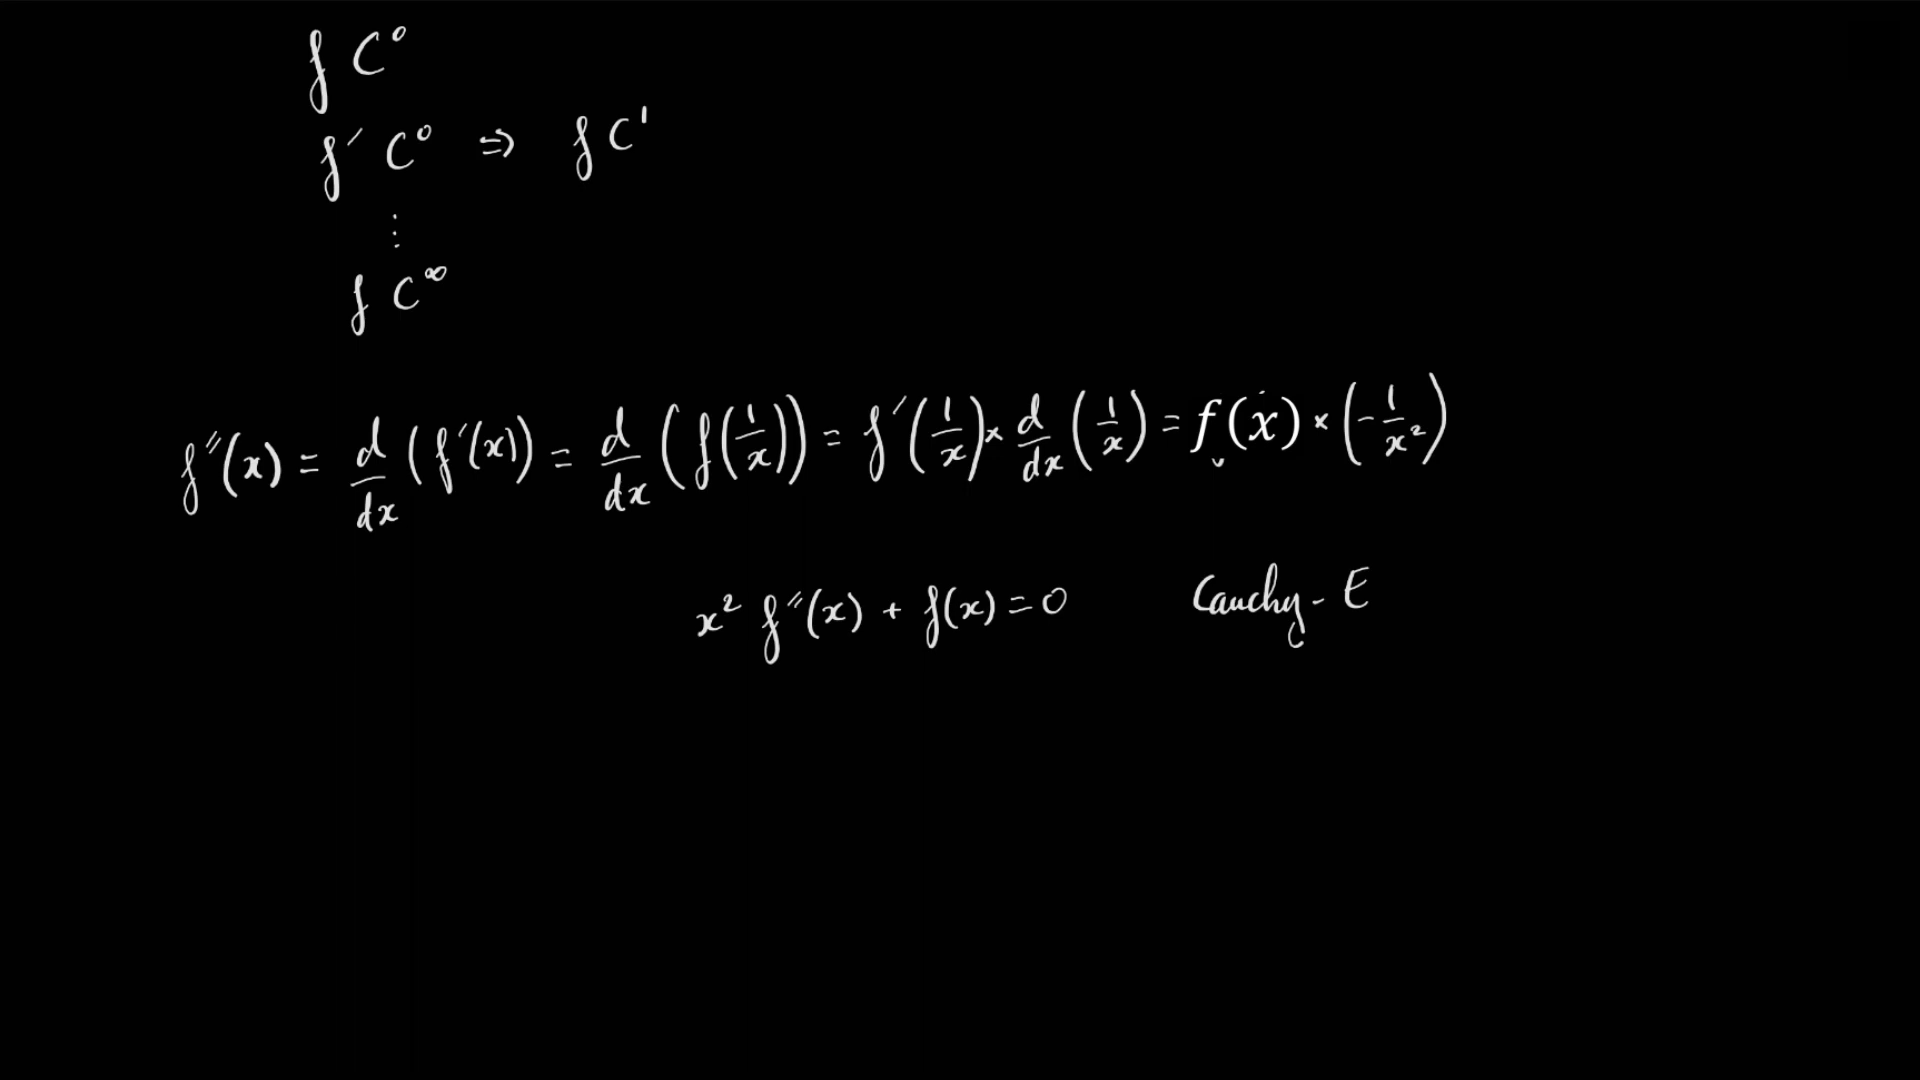 f C⁰
f′ C⁰ ⇒ f C¹
⋮
f C^∞
f″(x) = d/dx (f′(x)) = d/dx (f(1/x)) = f′(1/x) × d/dx (1/x) = f(x) × (-1/x²)
x² f″(x) + f(x) = 0 Cauchy - E